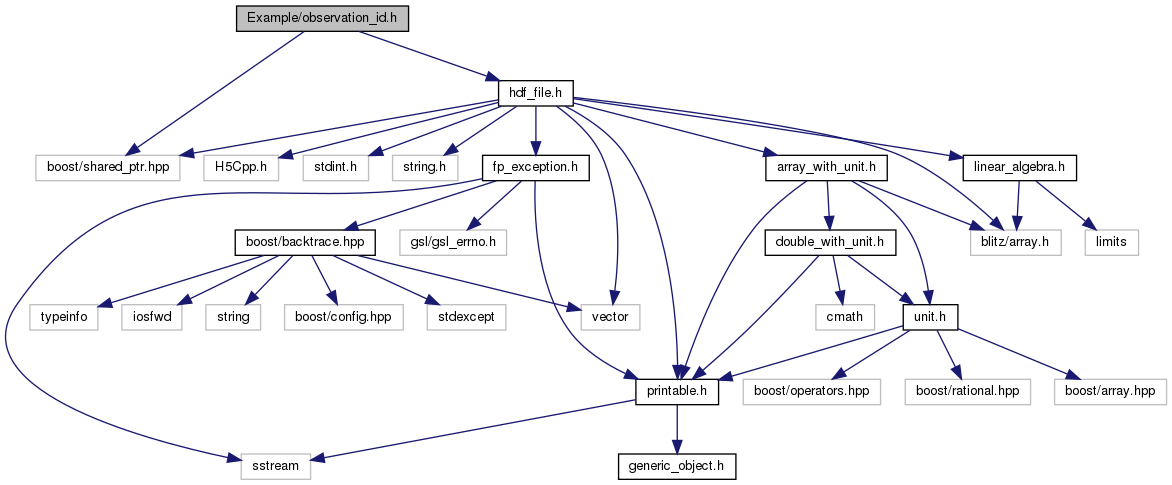 Example/observation_id.h
hdf_file.h
boost/shared_ptr.hpp
H5Cpp.h
stdint.h
string.h
fp_exception.h
array_with_unit.h
linear_algebra.h
boost/backtrace.hpp
gsl/gsl_errno.h
double_with_unit.h
blitz/array.h
limits
typeinfo
iosfwd
string
boost/config.hpp
stdexcept
vector
cmath
unit.h
printable.h
boost/operators.hpp
boost/rational.hpp
boost/array.hpp
sstream
generic_object.h